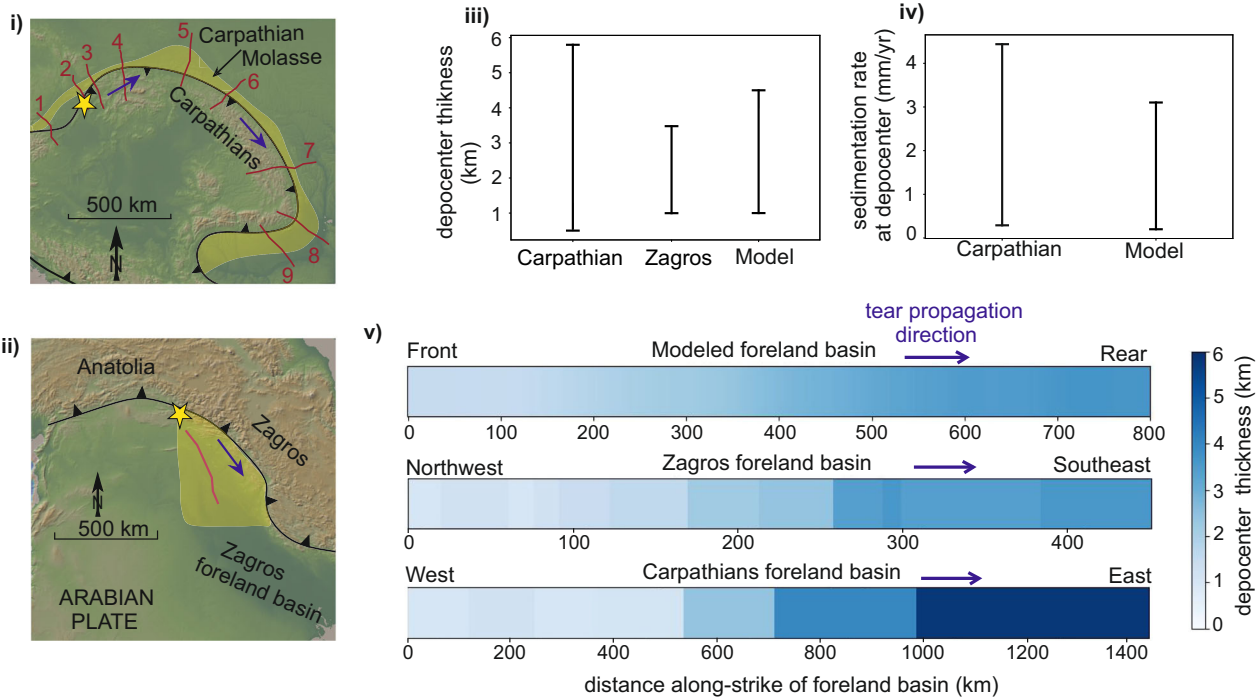 i)
Carpathian
Molasse
1
2
3
4
5
6
7
8
9
Carpathians
500 km
N
ii)
Anatolia
Zagros
N
500 km
Zagros
foreland basin
ARABIAN
PLATE
iii)
depocenter thikness
(km)
6
5
4
3
2
1
Carpathian
Zagros
Model
iv)
sedimentation rate
at depocenter (mm/yr)
4
3
2
1
0
Carpathian
Model
v)
tear propagation
direction
Front
Modeled foreland basin
Rear
0 100 200 300 400 500 600 700 800
Northwest
Zagros foreland basin
Southeast
0 100 200 300 400
West
Carpathians foreland basin
East
0 200 400 600 800 1000 1200 1400
distance along-strike of foreland basin (km)
6
5
4
3
2
1
0
depocenter thickness (km)